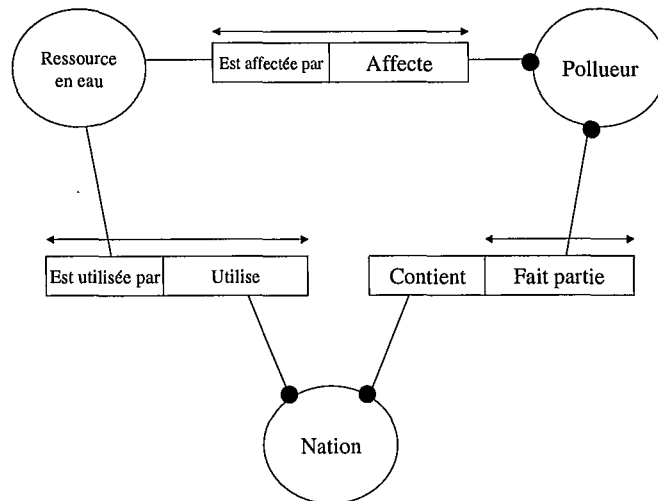 Ressource
en eau
Est affectée par
Affecte
Pollueur
Est utilisée par
Utilise
Contient
Fait partie
Nation